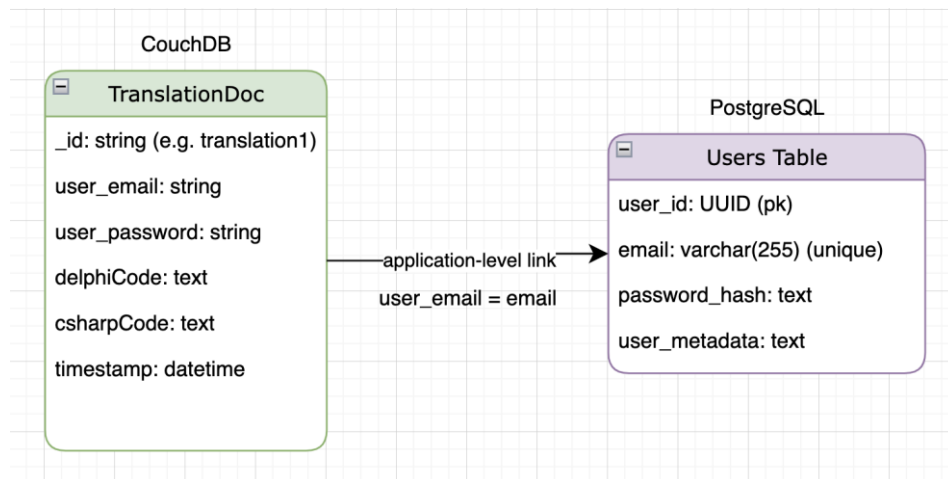 CouchDB
TranslationDoc
_id: string (e.g. translation1)
user_email: string
user_password: string
delphiCode: text
csharpCode: text
timestamp: datetime
application-level link
user_email = email
PostgreSQL
Users Table
user_id: UUID (pk)
email: varchar(255) (unique)
password_hash: text
user_metadata: text